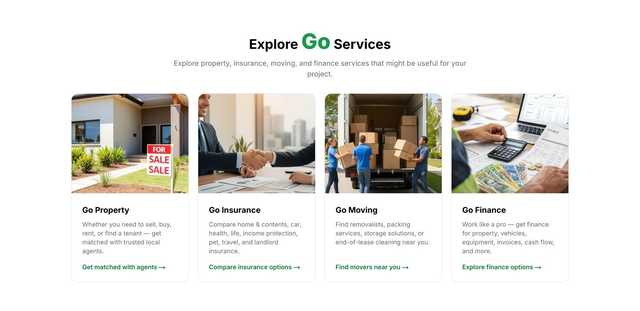 Explore Go Services
Explore property, insurance, moving, and finance services that might be useful for your
project.
FOR
SALE
SALE
Go Property
Whether you need to sell, buy,
rent, or find a tenant — get
matched with trusted local
agents.
Get matched with agents →
Go Insurance
Compare home & contents, car,
health, life, income protection,
pet, travel, and landlord
insurance.
Compare insurance options →
Go Moving
Find removalists, packing
services, storage solutions, or
end-of-lease cleaning near you.
Find movers near you →
Go Finance
Work like a pro — get finance
for property, vehicles,
equipment, invoices, cash flow,
and more.
Explore finance options →